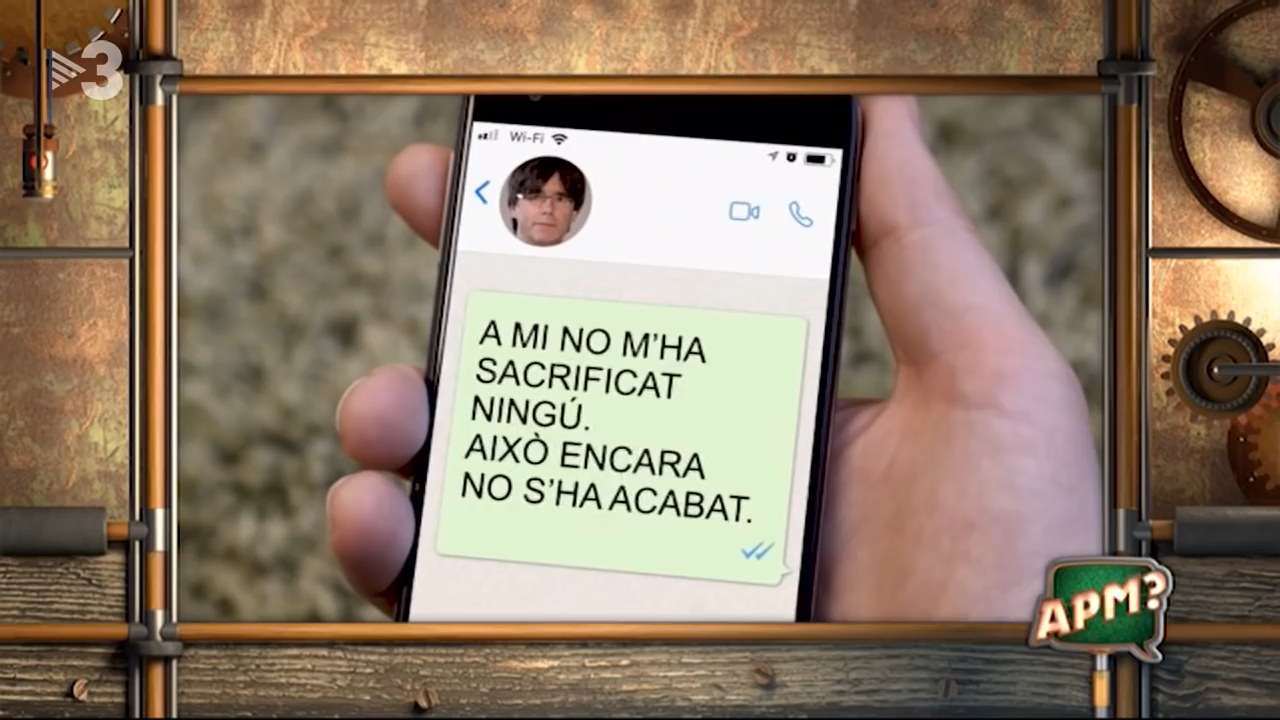 3
Wi-Fi
A MI NO M'HA
SACRIFICAT
NINGÚ.
AIXÒ ENCARA
NO S'HA ACABAT.
APM?